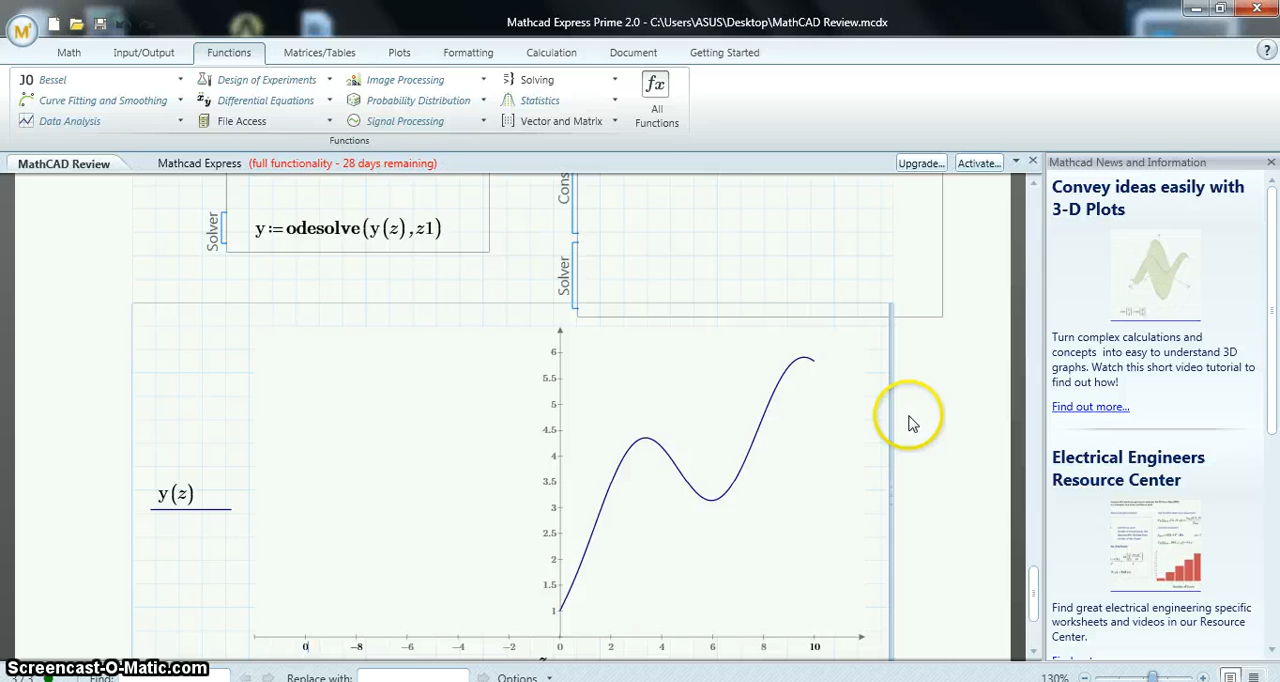 Mathcad Express Prime 2.0 - C:\Users\ASUS\Desktop\MathCAD Review.mcdx
Math Input/Output Functions Matrices/Tables Plots Formatting Calculation Document Getting Started
Bessel Design of Experiments Image Processing Solving
Curve Fitting and Smoothing Differential Equations Probability Distribution Statistics
Data Analysis File Access Signal Processing Vector and Matrix
All Functions
Functions
MathCAD Review Mathcad Express (full functionality - 28 days remaining) Upgrade... Activate...
Mathcad News and Information
Convey ideas easily with
3-D Plots
Turn complex calculations and
concepts into easy to understand 3D
graphs. Watch this short video tutorial to
find out how!
Find out more...
Electrical Engineers
Resource Center
Find great electrical engineering specific
worksheets and videos in our Resource
Center.
Cons
Solver
y:=odesolve(y(z),z1)
Solver
y(z)
6
5.5
5
4.5
4
3.5
3
2.5
2
1.5
1
0 -8 -6 -4 -2 0 2 4 6 8 10
Screencast-O-Matic.com
Find: Replace with: Options 130%